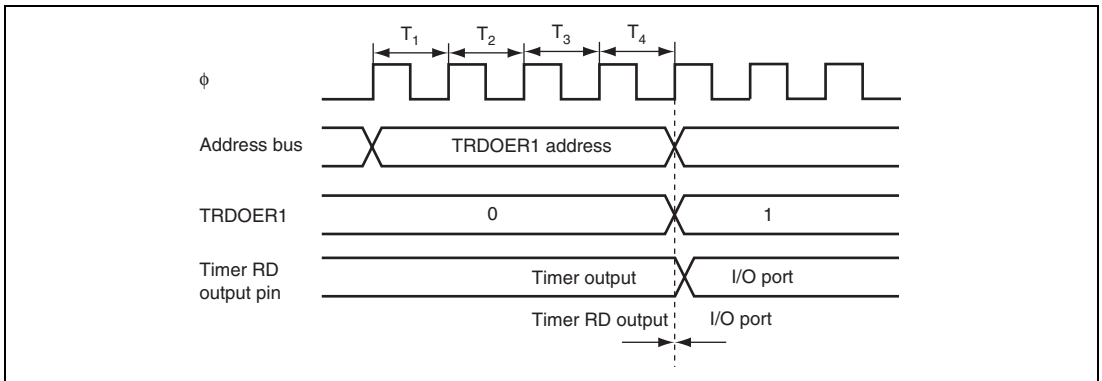 T1 T2 T3 T4
ϕ
Address bus TRDOER1 address
TRDOER1 0 1
Timer RD
output pin
Timer output I/O port
Timer RD output I/O port